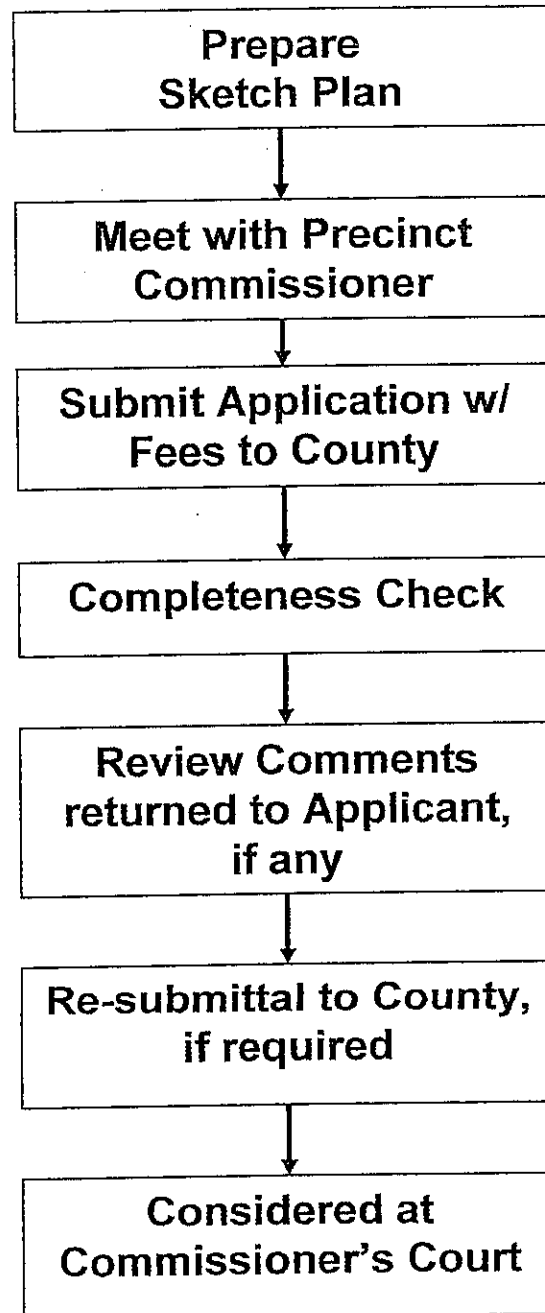 Prepare
Sketch Plan
Meet with Precinct
Commissioner
Submit Application w/
Fees to County
Completeness Check
Review Comments
returned to Applicant,
if any
Re-submittal to County,
if required
Considered at
Commissioner's Court